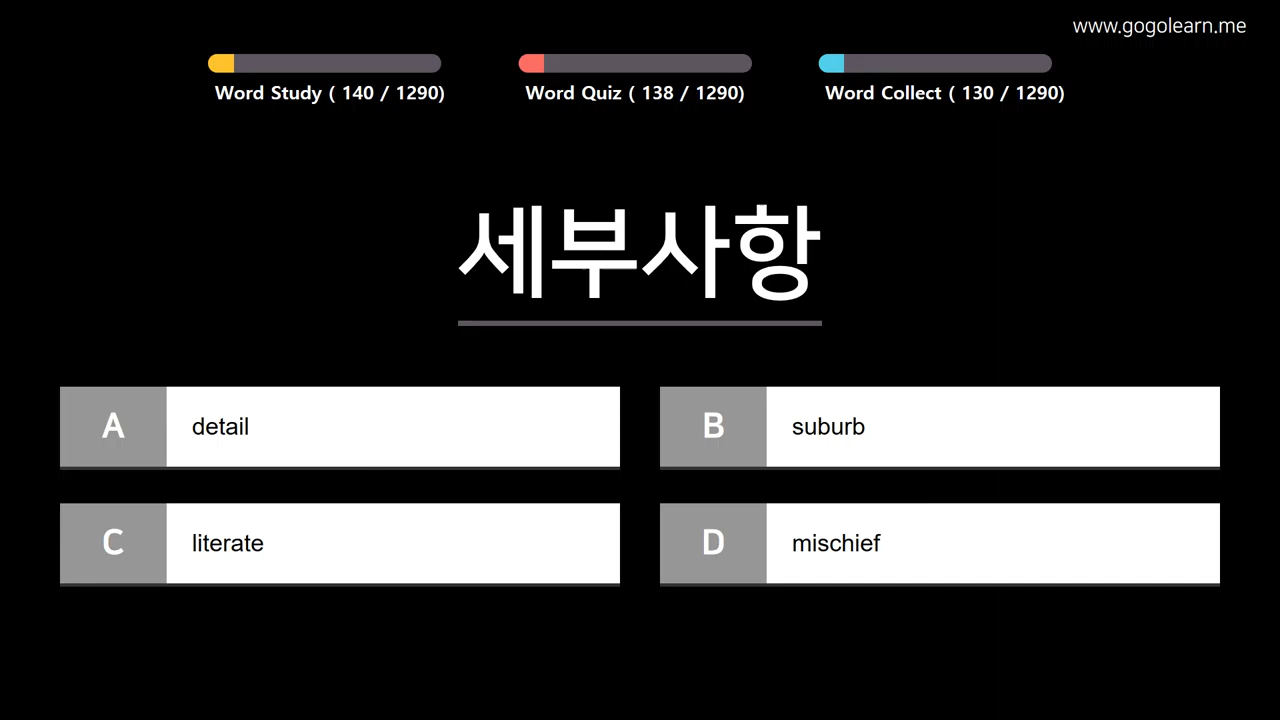 www.gogolearn.me
Word Study ( 140 / 1290)
Word Quiz ( 138 / 1290)
Word Collect ( 130 / 1290)
세부사항
A detail
B suburb
C literate
D mischief